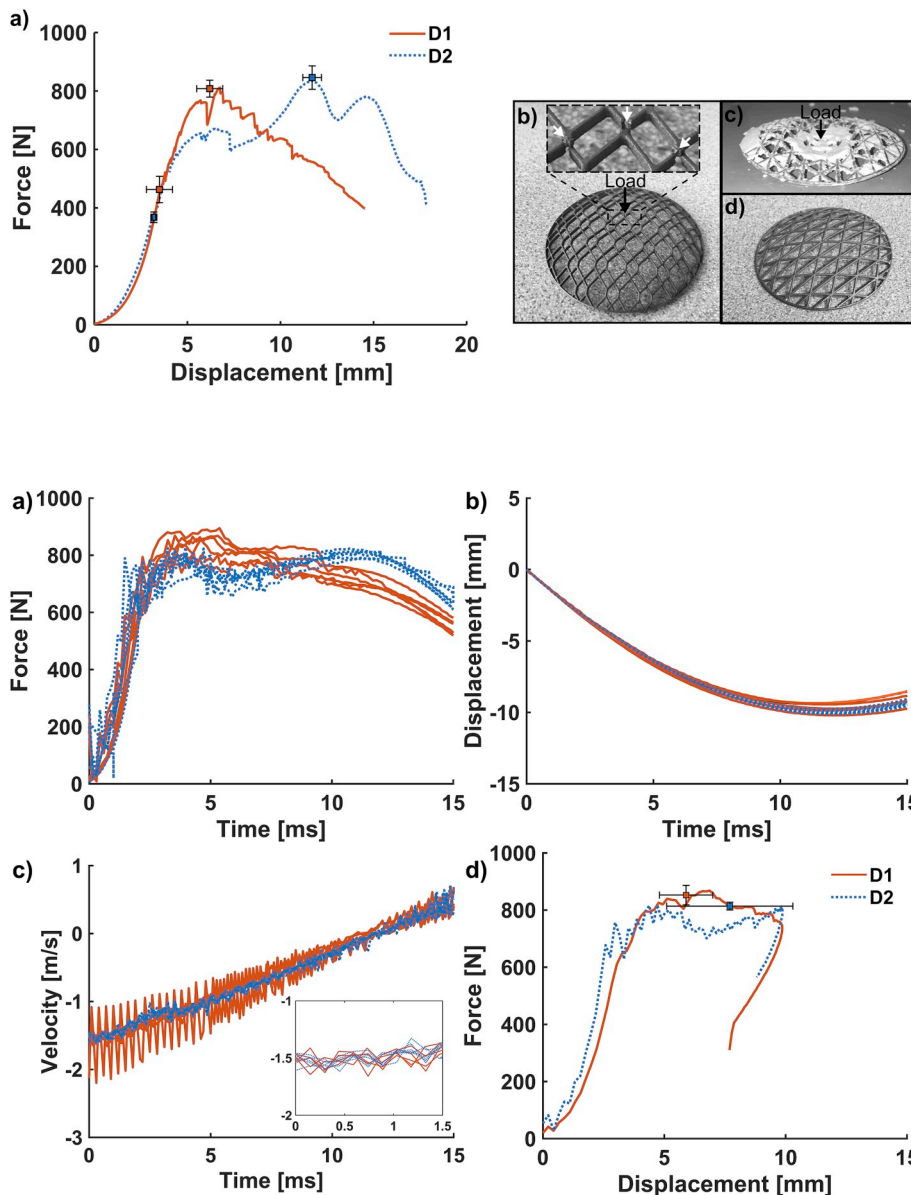 a)
1000
800
600
400
200
0
Force [N]
0 5 10 15 20
Displacement [mm]
D1
D2
b)
Load
c)
Load
d)
a)
1000
800
600
400
200
0
Force [N]
0 5 10 15
Time [ms]
b)
5
0
-5
-10
-15
Displacement [mm]
0 5 10 15
Time [ms]
c)
1
0
-1
-2
-3
Velocity [m/s]
0 5 10 15
Time [ms]
-1
-1.5
-2
0 0.5 1 1.5
d)
1000
800
600
400
200
0
Force [N]
0 5 10 15
Displacement [mm]
D1
D2